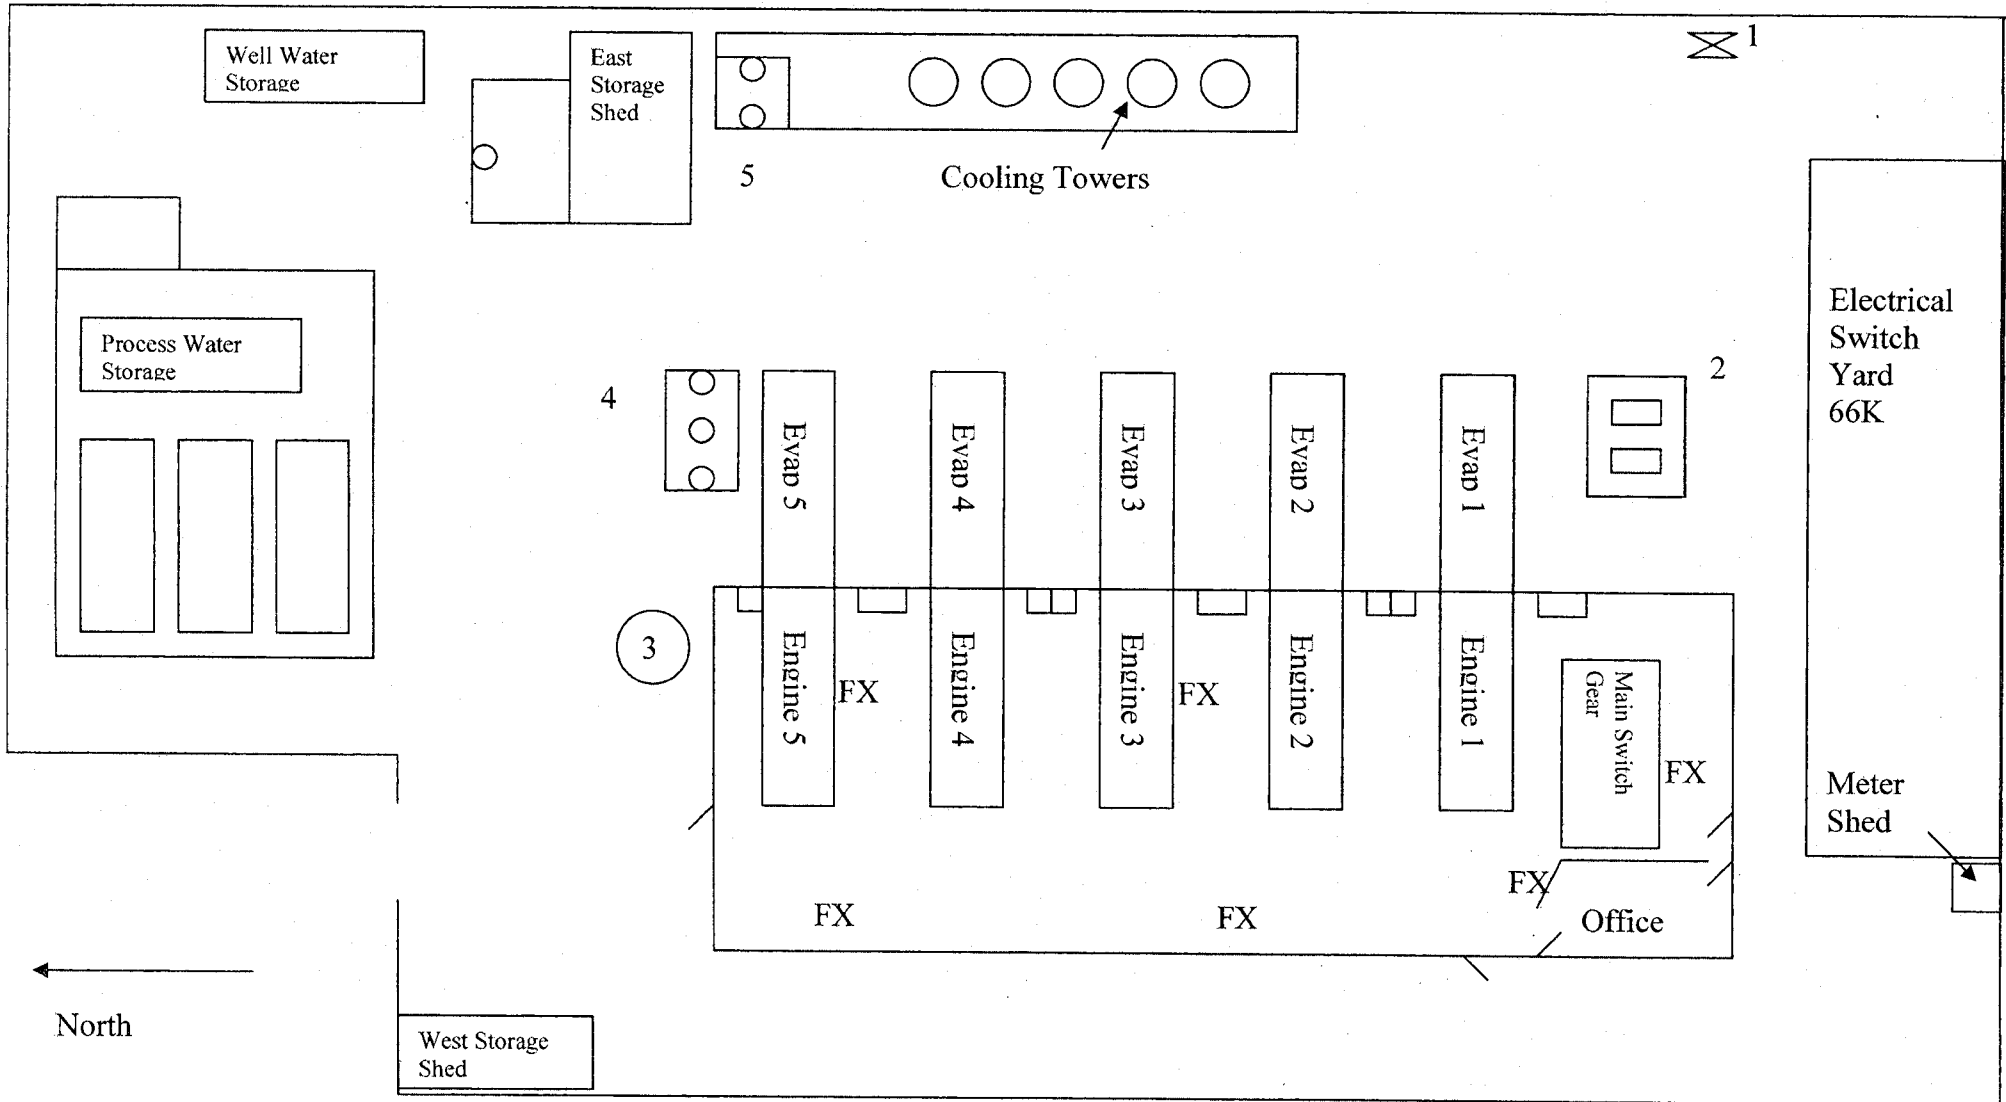 Well Water
Storage
East
Storage
Shed
1
5
Cooling Towers
Process Water
Storage
4
2
Electrical
Switch
Yard
66K
Evap 5
Evap 4
Evap 3
Evap 2
Evap 1
3
Engine 5
FX
Engine 4
Engine 3
FX
Engine 2
Engine 1
Main Switch
Gear
FX
Meter
Shed
FX
FX
FX
Office
North
West Storage
Shed